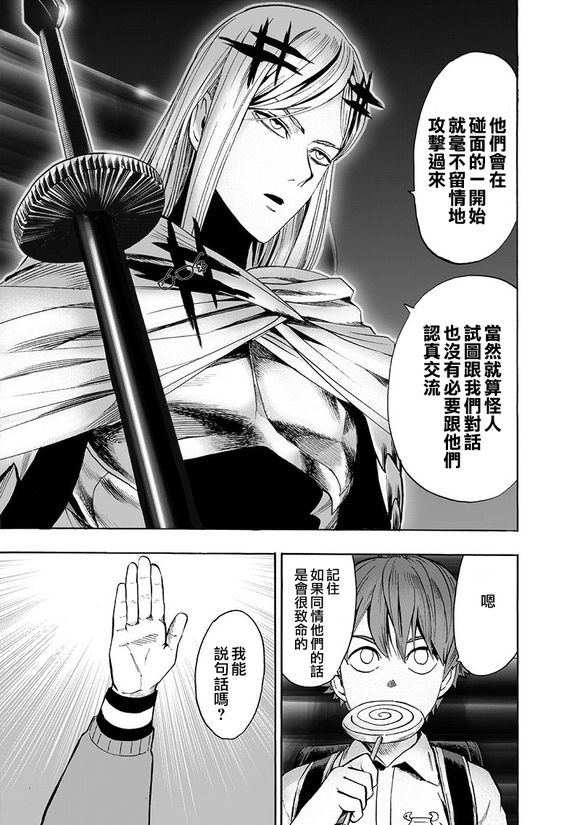 他們會在
碰面的一開始
就毫不留情地
攻擊過來
當然就算怪人
試圖跟我們對話
也沒有必要跟他們
認真交流
嗯
記住
如果同情他們的話
是會很致命的
我能
說句話嗎？